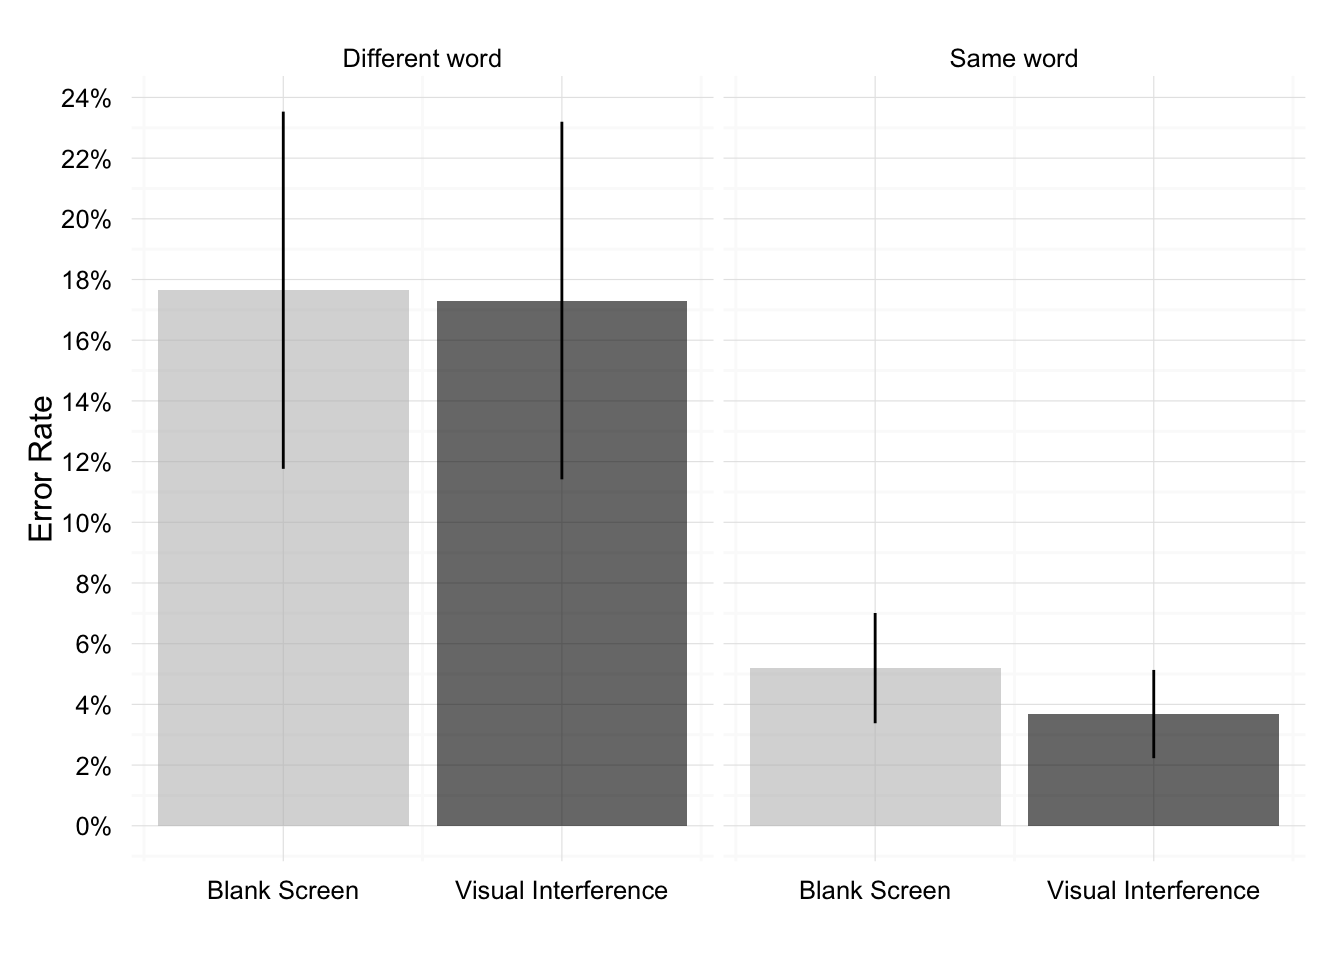 Different word
Same word
Error Rate
24%
22%
20%
18%
16%
14%
12%
10%
8%
6%
4%
2%
0%
Blank Screen
Visual Interference
Blank Screen
Visual Interference